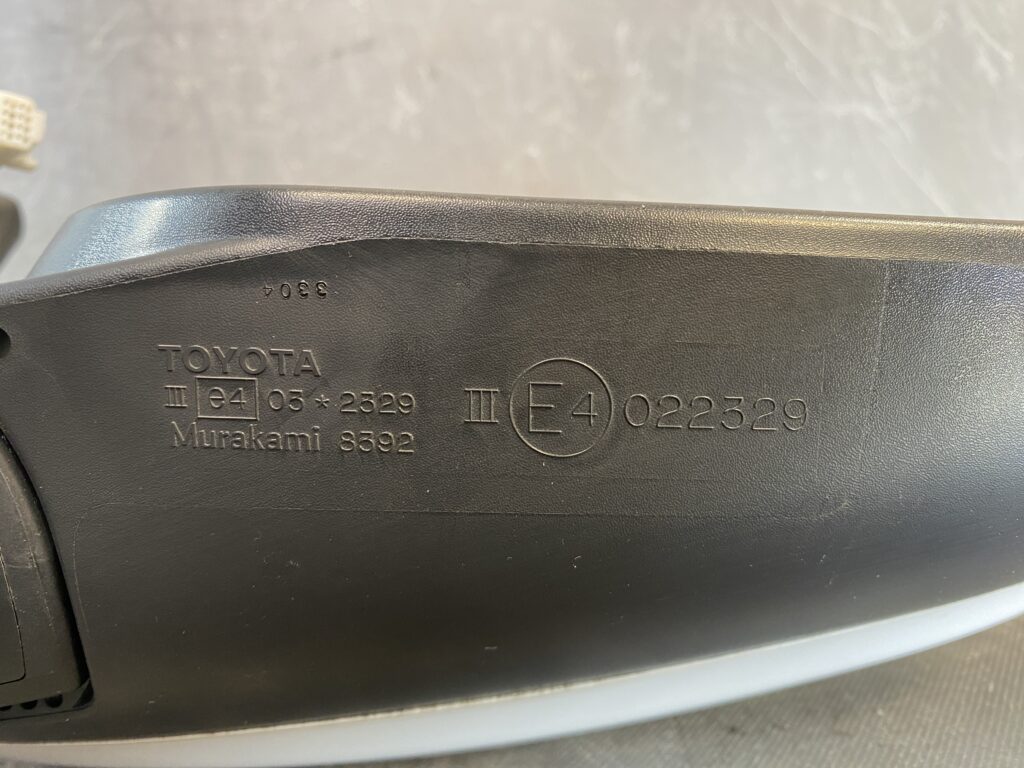 3304
TOYOTA
III e4 03*2329
Murakami 8392
III E4 022329